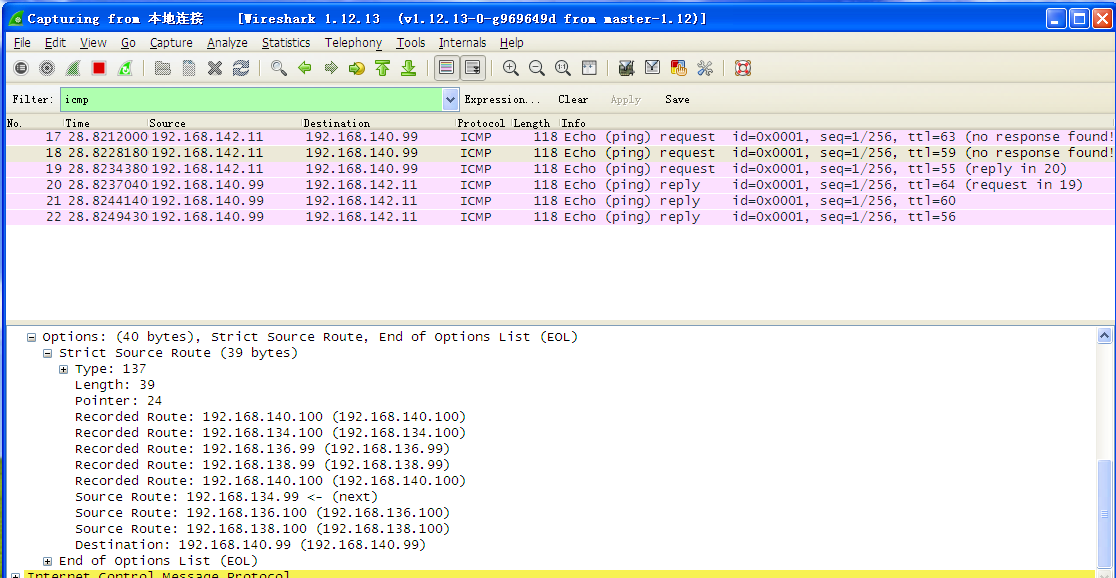 Capturing from 本地连接 [Wireshark 1.12.13 (v1.12.13-0-g969649d from master-1.12)]
File Edit View Go Capture Analyze Statistics Telephony Tools Internals Help
Filter: icmp Expression... Clear Apply Save
No. Time Source Destination Protocol Length Info
17 28.8212000 192.168.142.11 192.168.140.99 ICMP 118 Echo (ping) request id=0x0001, seq=1/256, ttl=63 (no response found!
18 28.8228180 192.168.142.11 192.168.140.99 ICMP 118 Echo (ping) request id=0x0001, seq=1/256, ttl=59 (no response found!
19 28.8234380 192.168.142.11 192.168.140.99 ICMP 118 Echo (ping) request id=0x0001, seq=1/256, ttl=55 (reply in 20)
20 28.8237040 192.168.140.99 192.168.142.11 ICMP 118 Echo (ping) reply id=0x0001, seq=1/256, ttl=64 (request in 19)
21 28.8244140 192.168.140.99 192.168.142.11 ICMP 118 Echo (ping) reply id=0x0001, seq=1/256, ttl=60
22 28.8249430 192.168.140.99 192.168.142.11 ICMP 118 Echo (ping) reply id=0x0001, seq=1/256, ttl=56
Options: (40 bytes), Strict Source Route, End of Options List (EOL)
Strict Source Route (39 bytes)
Type: 137
Length: 39
Pointer: 24
Recorded Route: 192.168.140.100 (192.168.140.100)
Recorded Route: 192.168.134.100 (192.168.134.100)
Recorded Route: 192.168.136.99 (192.168.136.99)
Recorded Route: 192.168.138.99 (192.168.138.99)
Recorded Route: 192.168.140.100 (192.168.140.100)
Source Route: 192.168.134.99 <- (next)
Source Route: 192.168.136.100 (192.168.136.100)
Source Route: 192.168.138.100 (192.168.138.100)
Destination: 192.168.140.99 (192.168.140.99)
End of Options List (EOL)
Internet Control Message Protocol